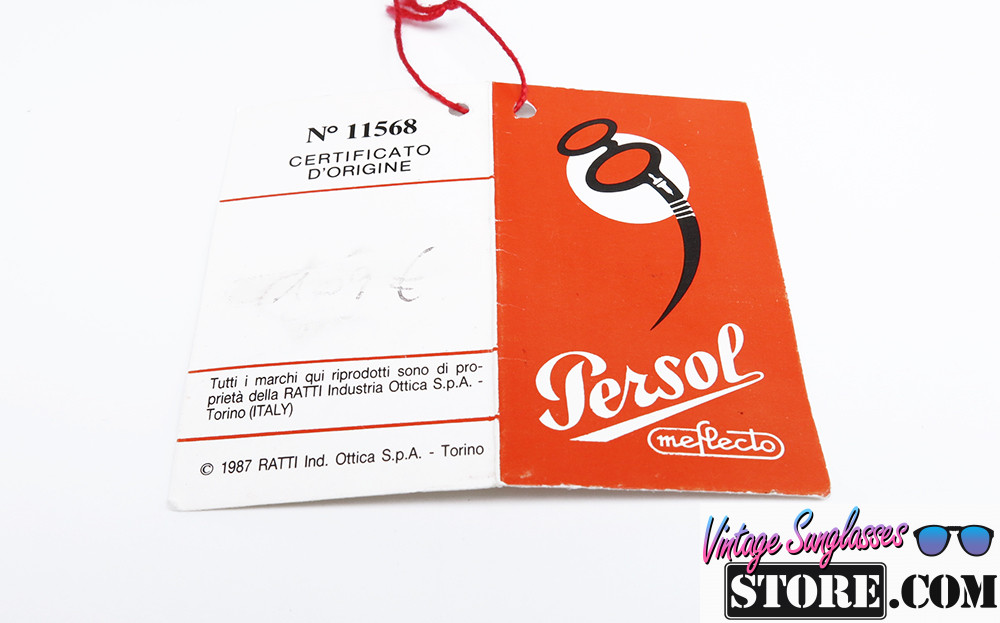 Nº 11568
CERTIFICATO
D'ORIGINE
Tutti i marchi qui riprodotti sono di pro-
prietà della RATTI Industria Ottica S.p.A. -
Torino (ITALY)
© 1987 RATTI Ind. Ottica S.p.A. - Torino
Persol
meflecto
Vintage Sunglasses
STORE.COM